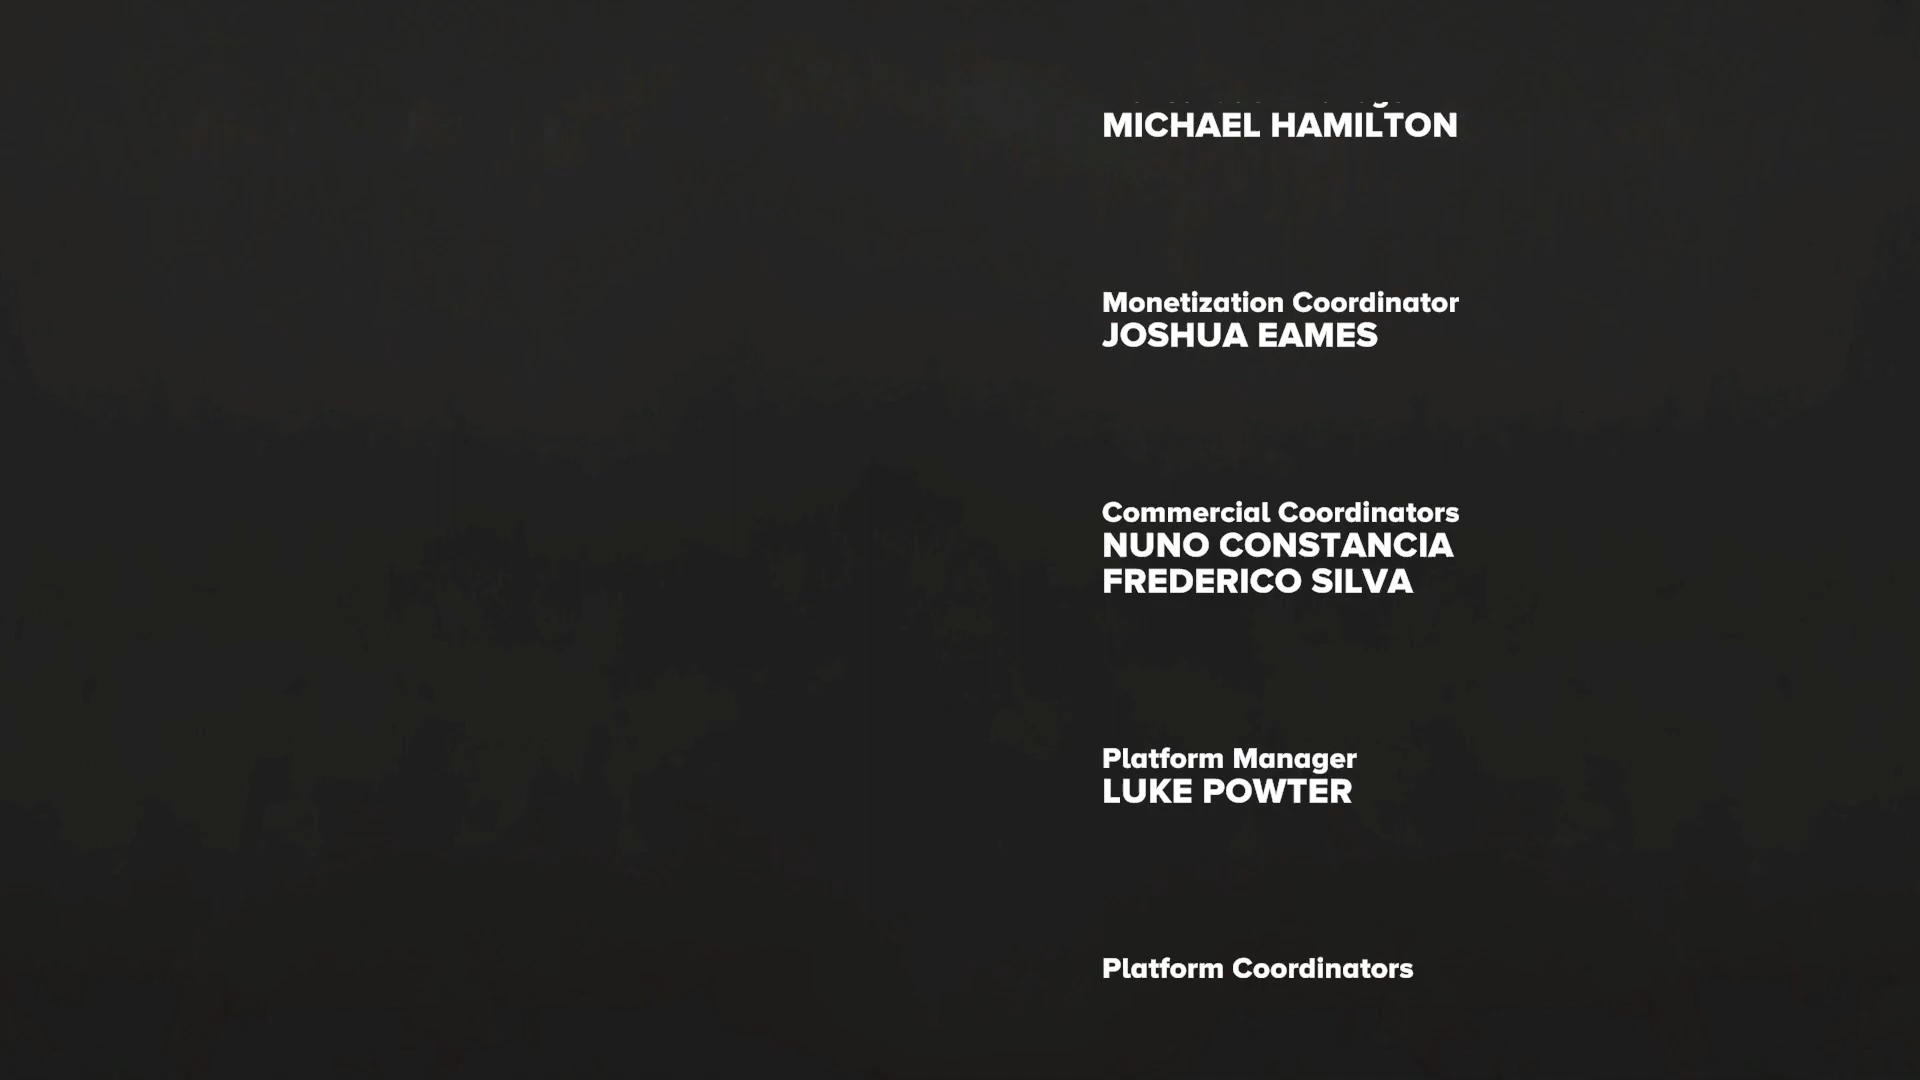 MICHAEL HAMILTON
Monetization Coordinator
JOSHUA EAMES
Commercial Coordinators
NUNO CONSTANCIA
FREDERICO SILVA
Platform Manager
LUKE POWTER
Platform Coordinators